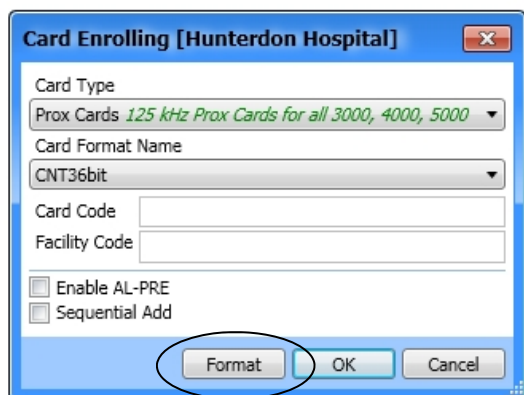 Card Enrolling [Hunterdon Hospital]
Card Type
Prox Cards 125 kHz Prox Cards for all 3000, 4000, 5000
Card Format Name
CNT36bit
Card Code
Facility Code
Enable AL-PRE
Sequential Add
Format OK Cancel